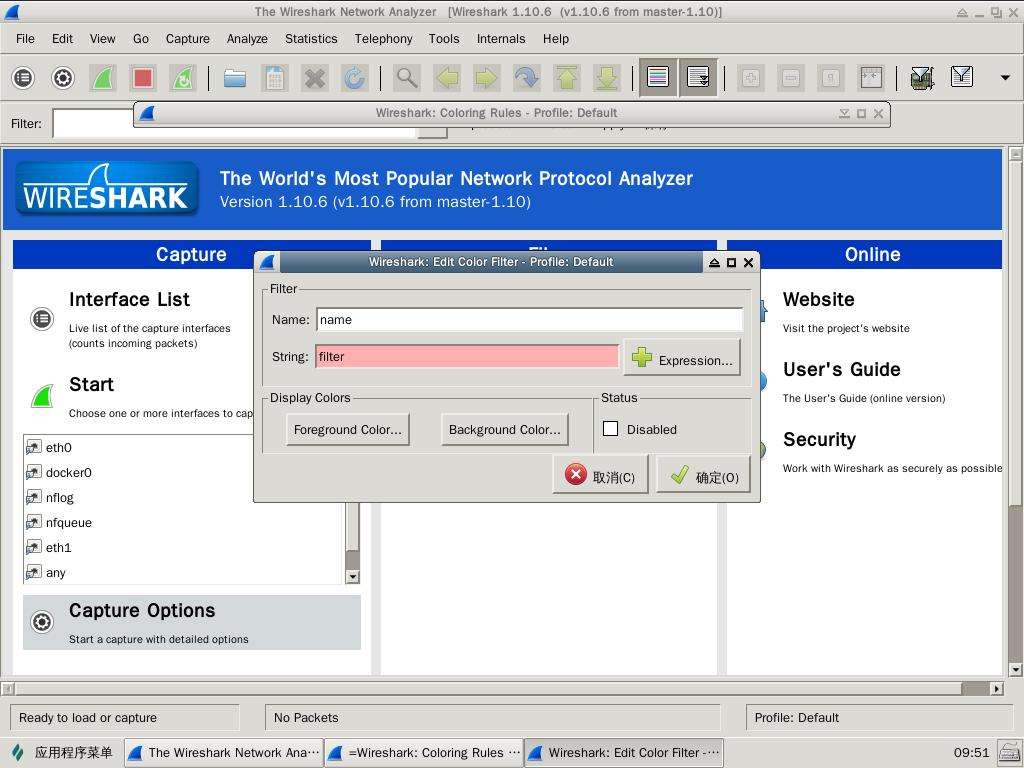 The Wireshark Network Analyzer   [Wireshark 1.10.6  (v1.10.6 from master-1.10)]
File Edit View Go Capture Analyze Statistics Telephony Tools Internals Help
Wireshark: Coloring Rules - Profile: Default
Filter:
WIRESHARK
The World's Most Popular Network Protocol Analyzer
Version 1.10.6 (v1.10.6 from master-1.10)
Capture
Online
Interface List
Live list of the capture interfaces
(counts incoming packets)
Start
Choose one or more interfaces to cap
eth0
docker0
nflog
nfqueue
eth1
any
Capture Options
Start a capture with detailed options
Website
Visit the project's website
User's Guide
The User's Guide (online version)
Security
Work with Wireshark as securely as possible
Wireshark: Edit Color Filter - Profile: Default
Filter
Name: name
String: filter
Expression...
Display Colors
Foreground Color...
Background Color...
Status
Disabled
取消(C)
确定(O)
Ready to load or capture
No Packets
Profile: Default
应用程序菜单
The Wireshark Network Ana···
=Wireshark: Coloring Rules ···
Wireshark: Edit Color Filter -···
09:51